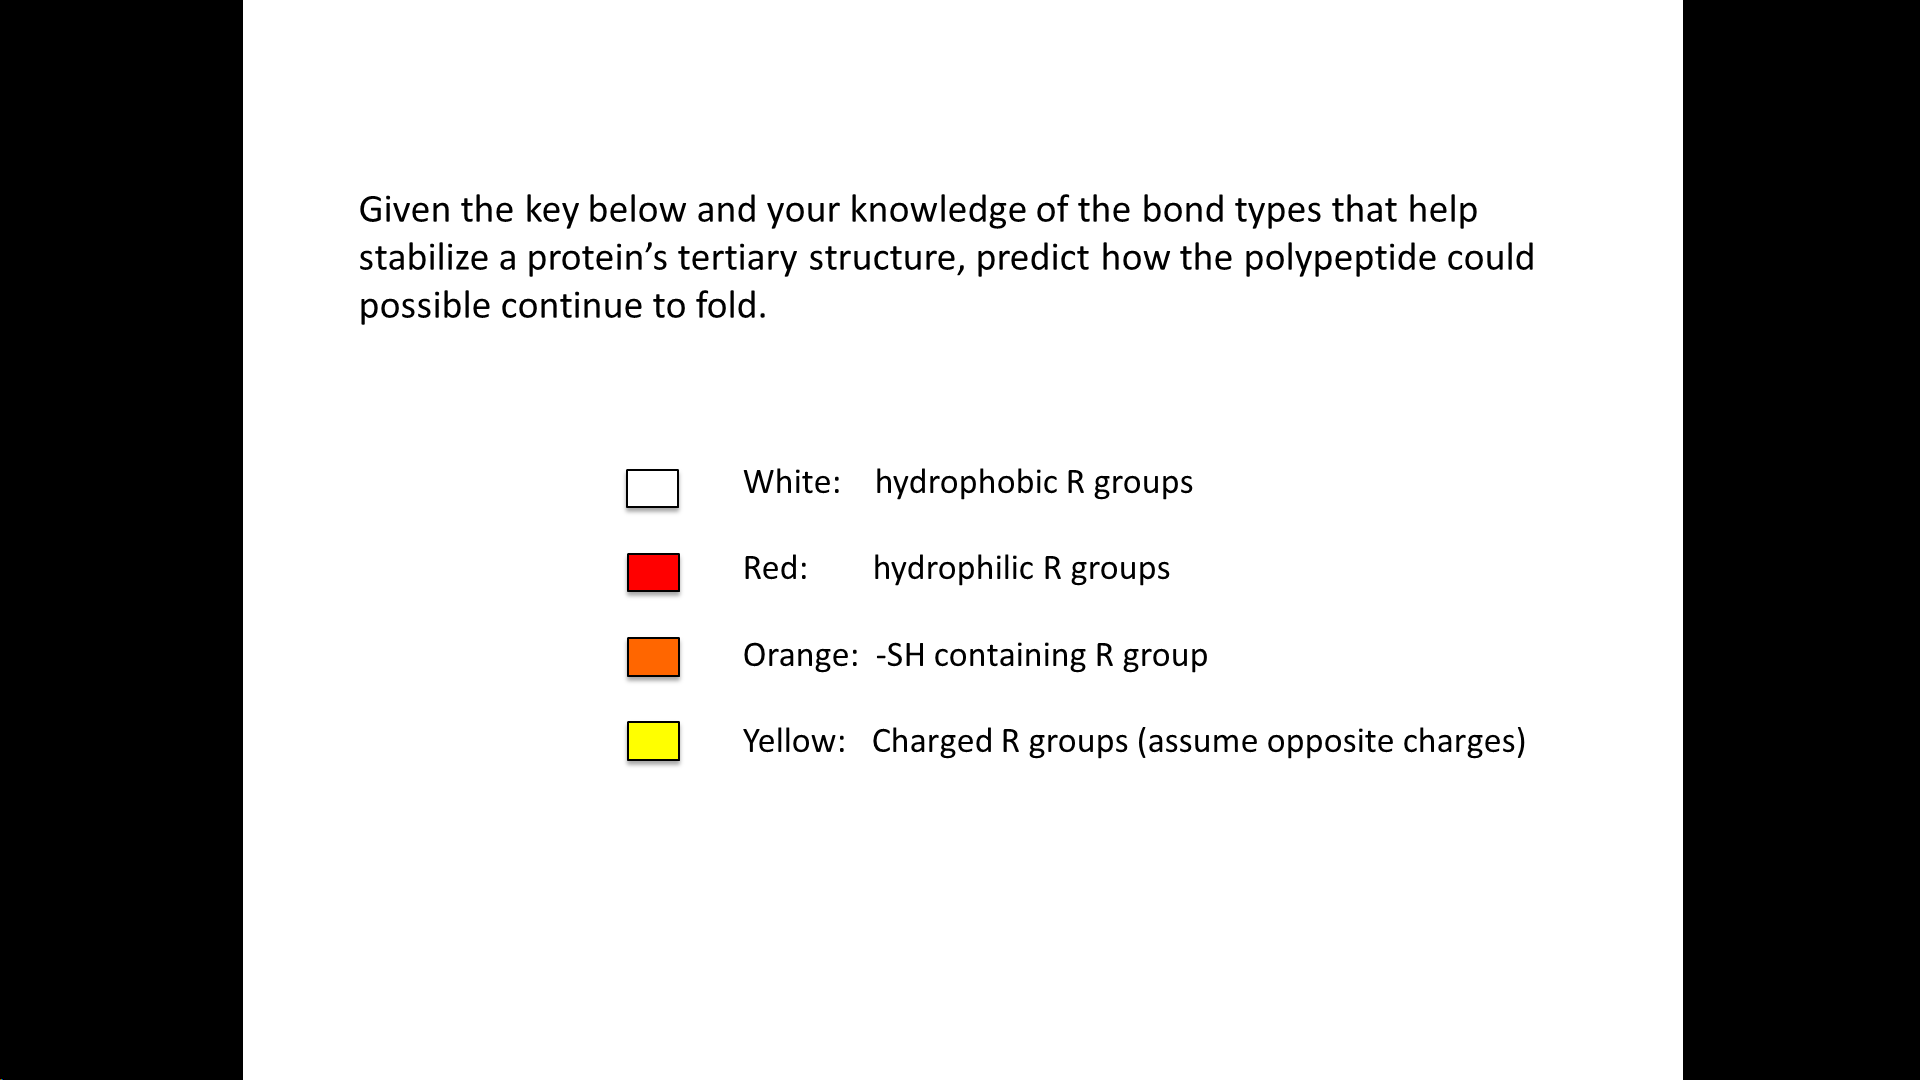 Given the key below and your knowledge of the bond types that help
stabilize a protein’s tertiary structure, predict how the polypeptide could
possible continue to fold.
White: hydrophobic R groups
Red: hydrophilic R groups
Orange: -SH containing R group
Yellow: Charged R groups (assume opposite charges)